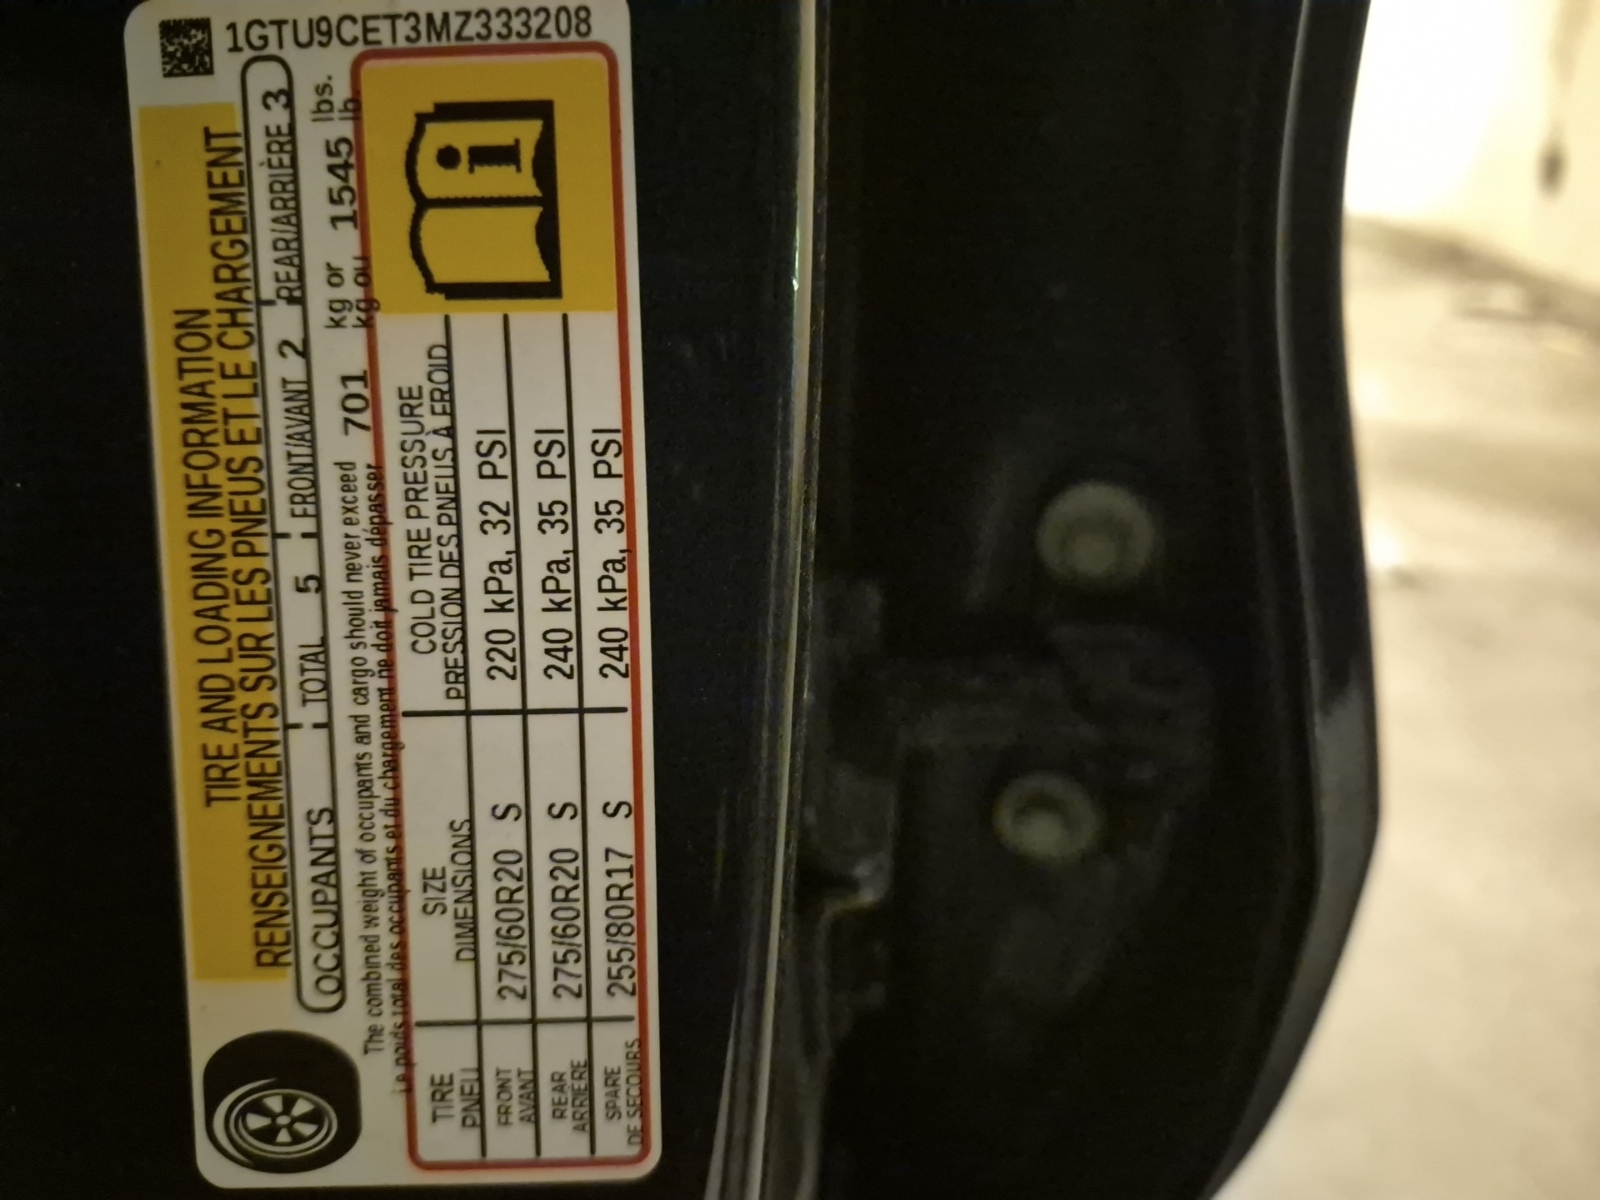 1GTU9CET3MZ333208
TIRE AND LOADING INFORMATION
RENSEIGNEMENTS SUR LES PNEUS ET LE CHARGEMENT
OCCUPANTS TOTAL 5 FRONT/AVANT 2 REAR/ARRIÈRE 3
The combined weight of occupants and cargo should never exceed 701 kg or 1545 lbs.
Le poids total des occupants et du chargement ne doit jamais dépasser kg ou lb.
TIRE SIZE COLD TIRE PRESSURE
PNEU DIMENSIONS PRESSION DES PNEUS À FROID
FRONT
AVANT 275/60R20 S 220 kPa, 32 PSI
REAR
ARRIÈRE 275/60R20 S 240 kPa, 35 PSI
SPARE
DE SECOURS 255/80R17 S 240 kPa, 35 PSI
i